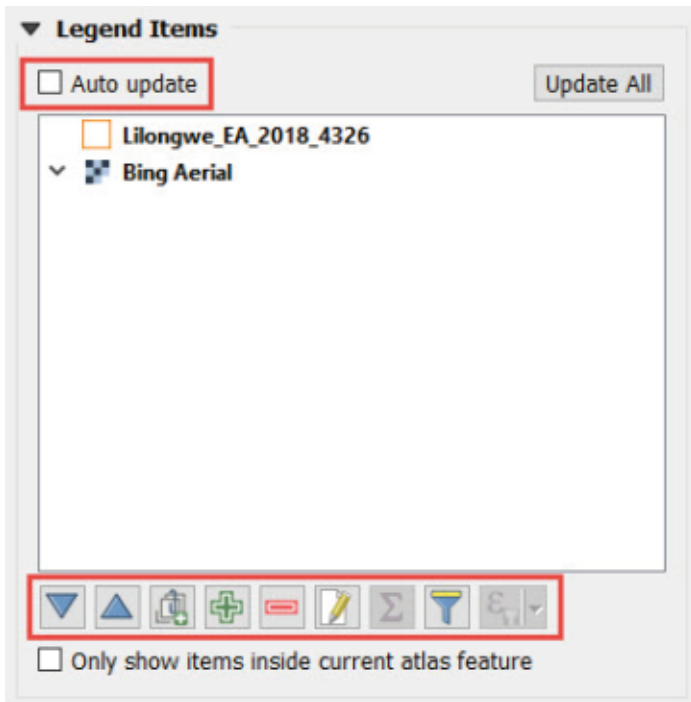 Legend Items
Auto update Update All
Lilongwe_EA_2018_4326
Bing Aerial
Σ ε
Only show items inside current atlas feature